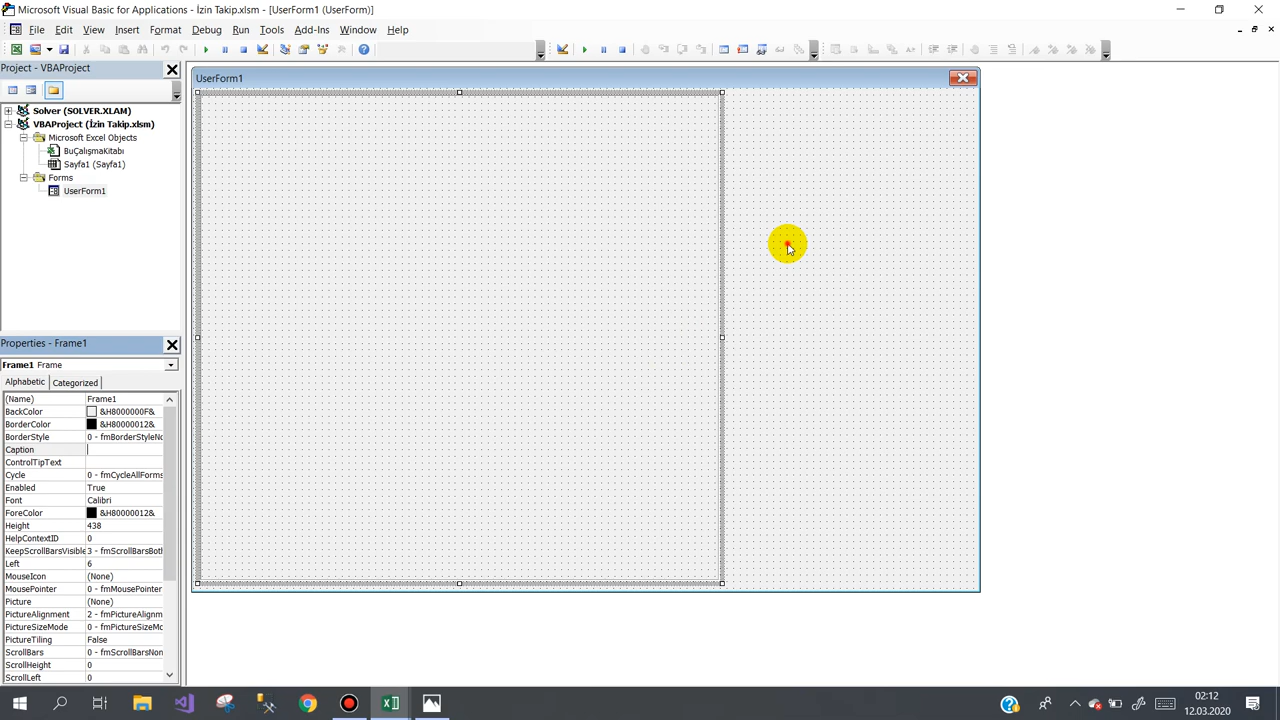 Microsoft Visual Basic for Applications - İzin Takip.xlsm - [UserForm1 (UserForm)]
File Edit View Insert Format Debug Run Tools Add-Ins Window Help
Project - VBAProject
Solver (SOLVER.XLAM)
VBAProject (İzin Takip.xlsm)
Microsoft Excel Objects
BuÇalışmaKitabı
Sayfa1 (Sayfa1)
Forms
UserForm1
UserForm1
Properties - Frame1
Frame1 Frame
Alphabetic Categorized
(Name) Frame1
BackColor &H8000000F&
BorderColor &H80000012&
BorderStyle 0 - fmBorderStyleNo
Caption
ControlTipText
Cycle 0 - fmCycleAllForms
Enabled True
Font Calibri
ForeColor &H80000012&
Height 438
HelpContextID 0
KeepScrollBarsVisible 3 - fmScrollBarsBoth
Left 6
MouseIcon (None)
MousePointer 0 - fmMousePointer
Picture (None)
PictureAlignment 2 - fmPictureAlignm
PictureSizeMode 0 - fmPictureSizeMo
PictureTiling False
ScrollBars 0 - fmScrollBarsNon
ScrollHeight 0
ScrollLeft 0
02:12
12.03.2020